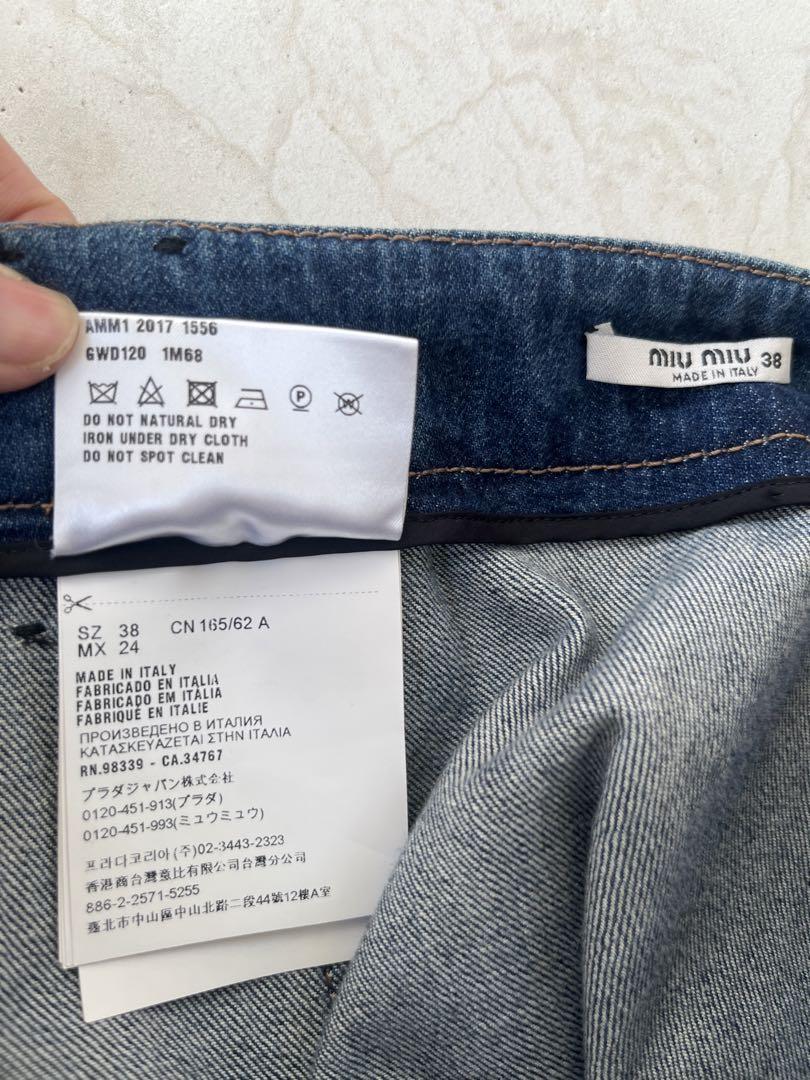 AMM1 2017 1556
GWD120 1M68
P
W
DO NOT NATURAL DRY
IRON UNDER DRY CLOTH
DO NOT SPOT CLEAN
miu miu 38
MADE IN ITALY
SZ 38 CN 165/62 A
MX 24
MADE IN ITALY
FABRICADO EN ITALIA
FABRICADO EM ITÁLIA
FABRIQUÉ EN ITALIE
ПРОИЗВЕДЕНО В ИТАЛИЯ
ΚΑΤΑΣΚΕΥΑΖΕΤΑΙ ΣΤΗΝ ΙΤΑΛΙΑ
RN.98339 - CA.34767
プラダジャパン株式会社
0120-451-913(プラダ)
0120-451-993(ミュウミュウ)
프라다코리아(주)02-3443-2323
香港商台灣意比有限公司台灣分公司
886-2-2571-5255
臺北市中山區中山北路二段44號12樓A室